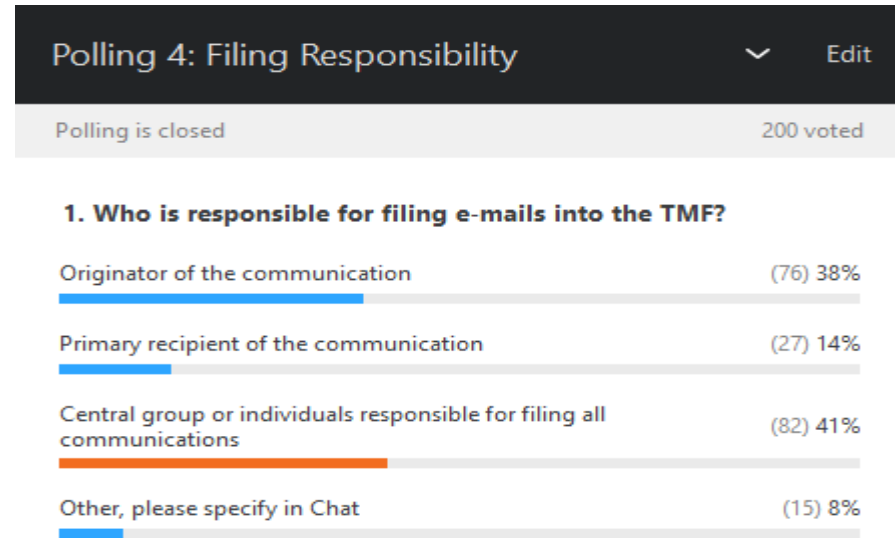 Polling 4: Filing Responsibility Edit
Polling is closed 200 voted
1. Who is responsible for filing e-mails into the TMF?
Originator of the communication (76) 38%
Primary recipient of the communication (27) 14%
Central group or individuals responsible for filing all
communications (82) 41%
Other, please specify in Chat (15) 8%